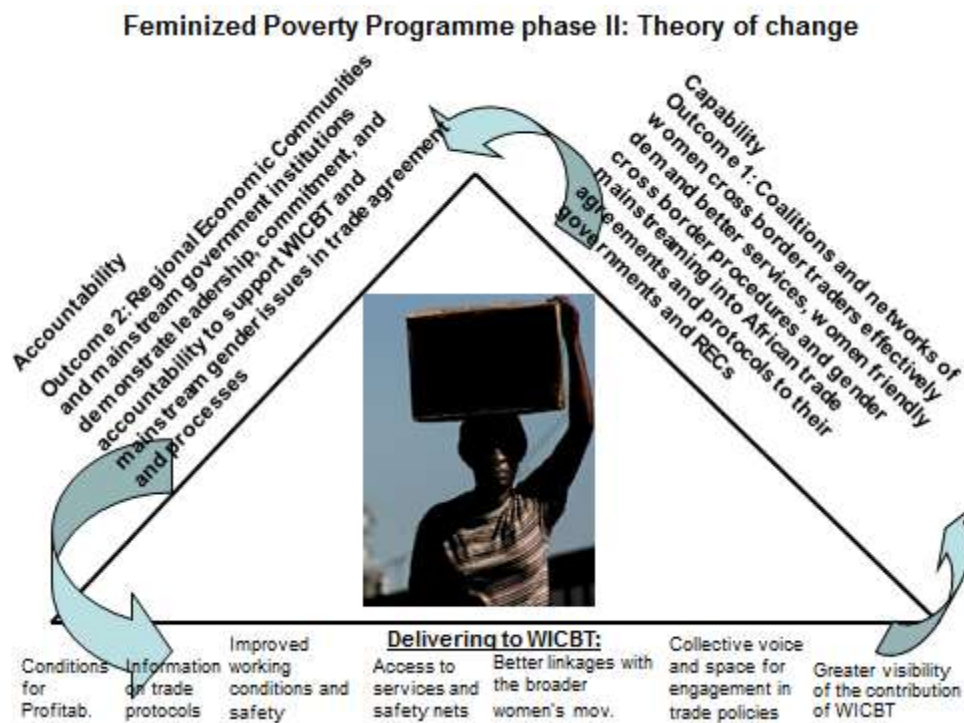 Feminized Poverty Programme phase II: Theory of change
Accountability
Outcome 2: Regional Economic Communities
and mainstream government institutions
demonstrate leadership, commitment, and
accountability to support WICBT and
mainstream gender issues in trade agreement
and processes
Capability
Outcome 1: Coalitions and networks of
women cross border traders effectively
demand better services, women friendly
cross border procedures and gender
mainstreaming into African trade
agreements and protocols to their
governments and RECs
Delivering to WICBT:
Conditions
for
Profitab.
Information
on trade
protocols
Improved
working
conditions and
safety
Access to
services and
safety nets
Better linkages with
the broader
women's mov.
Collective voice
and space for
engagement in
trade policies
Greater visibility
of the contribution
of WICBT